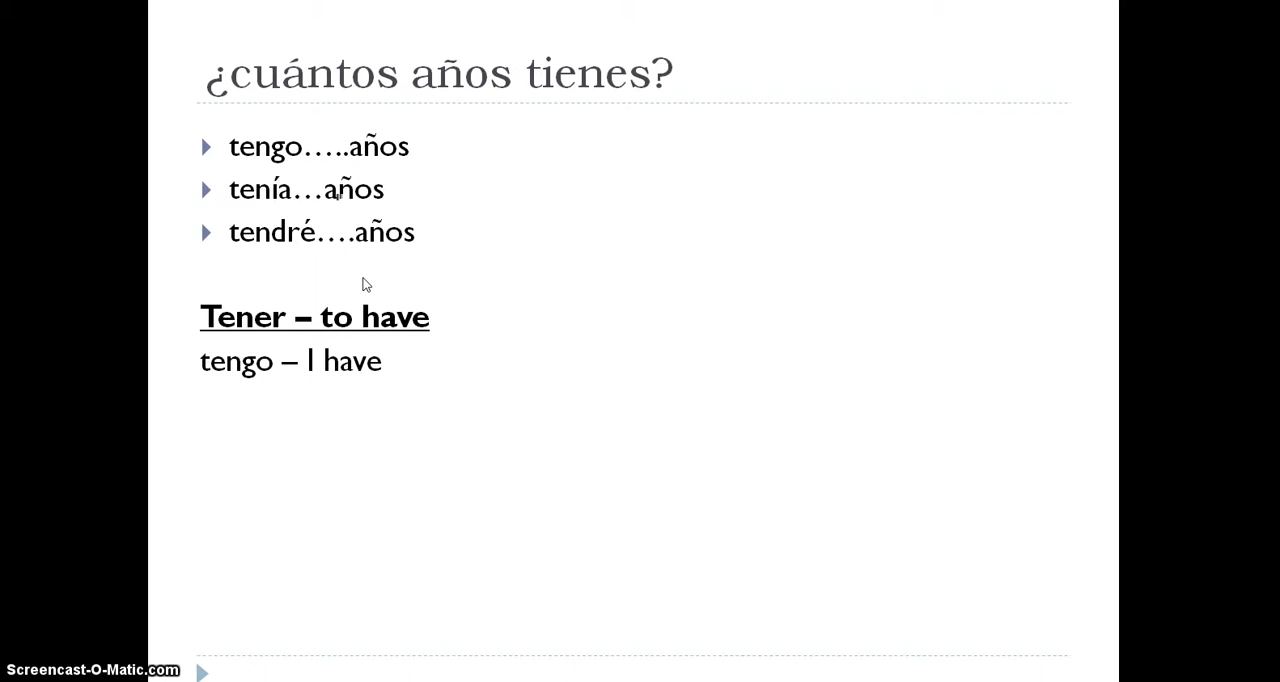 ¿cuántos años tienes?
tengo…..años
tenía…años
tendré….años
Tener – to have
tengo – I have
Screencast-O-Matic.com